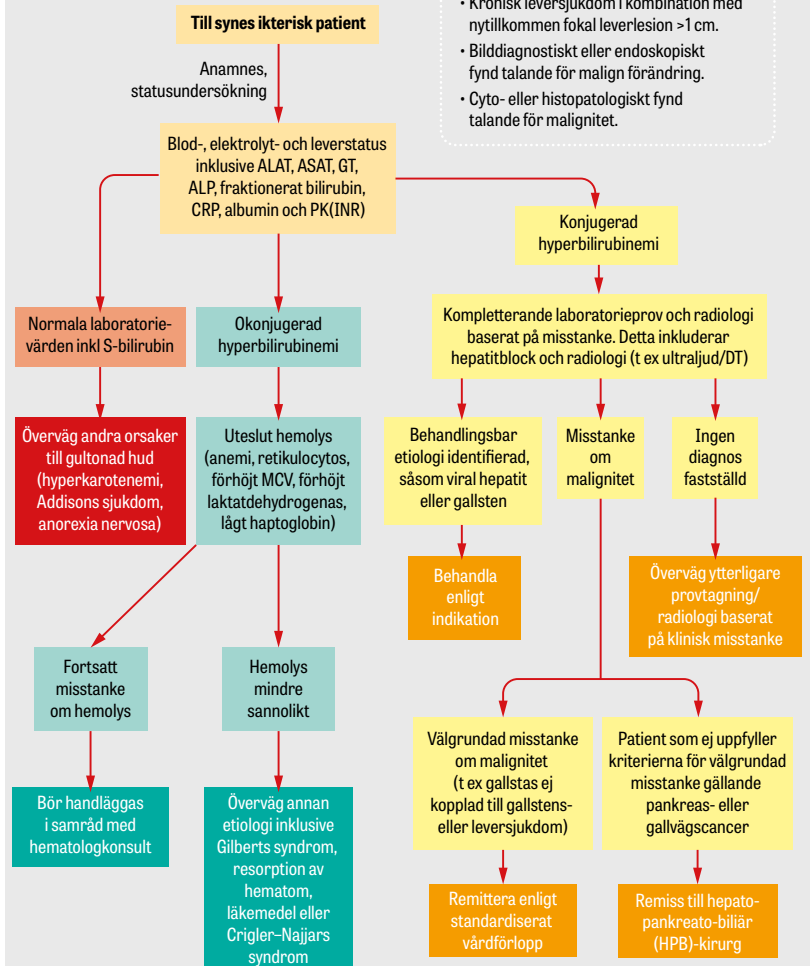 • Kronisk leversjukdom i kombination med
nytillkommen fokal leverlesion >1 cm.
• Bilddiagnostiskt eller endoskopiskt
fynd talande för malign förändring.
• Cyto- eller histopatologiskt fynd
talande för malignitet.
Till synes ikterisk patient
Anamnes,
statusundersökning
Blod-, elektrolyt- och leverstatus
inklusive ALAT, ASAT, GT,
ALP, fraktionerat bilirubin,
CRP, albumin och PK(INR)
Konjugerad
hyperbilirubinemi
Normala laboratorie-
värden inkl S-bilirubin
Okonjugerad
hyperbilirubinemi
Kompletterande laboratorieprov och radiologi
baserat på misstanke. Detta inkluderar
hepatitblock och radiologi (t ex ultraljud/DT)
Överväg andra orsaker
till gultonad hud
(hyperkarotenemi,
Addisons sjukdom,
anorexia nervosa)
Uteslut hemolys
(anemi, retikulocytos,
förhöjt MCV, förhöjt
laktatdehydrogenas,
lågt haptoglobin)
Behandlingsbar
etiologi identifierad,
såsom viral hepatit
eller gallsten
Misstanke
om
malignitet
Ingen
diagnos
fastställd
Behandla
enligt
indikation
Överväg ytterligare
provtagning/
radiologi baserat
på klinisk misstanke
Fortsatt
misstanke
om hemolys
Hemolys
mindre
sannolikt
Välgrundad misstanke
om malignitet
(t ex gallstas ej
kopplad till gallstens-
eller leversjukdom)
Patient som ej uppfyller
kriterierna för välgrundad
misstanke gällande
pankreas- eller
gallvägscancer
Bör handläggas
i samråd med
hematologkonsult
Överväg annan
etiologi inklusive
Gilberts syndrom,
resorption av
hematom,
läkemedel eller
Crigler–Najjars
syndrom
Remittera enligt
standardiserat
vårdförlopp
Remiss till hepato-
pankreato-biliär
(HPB)-kirurg